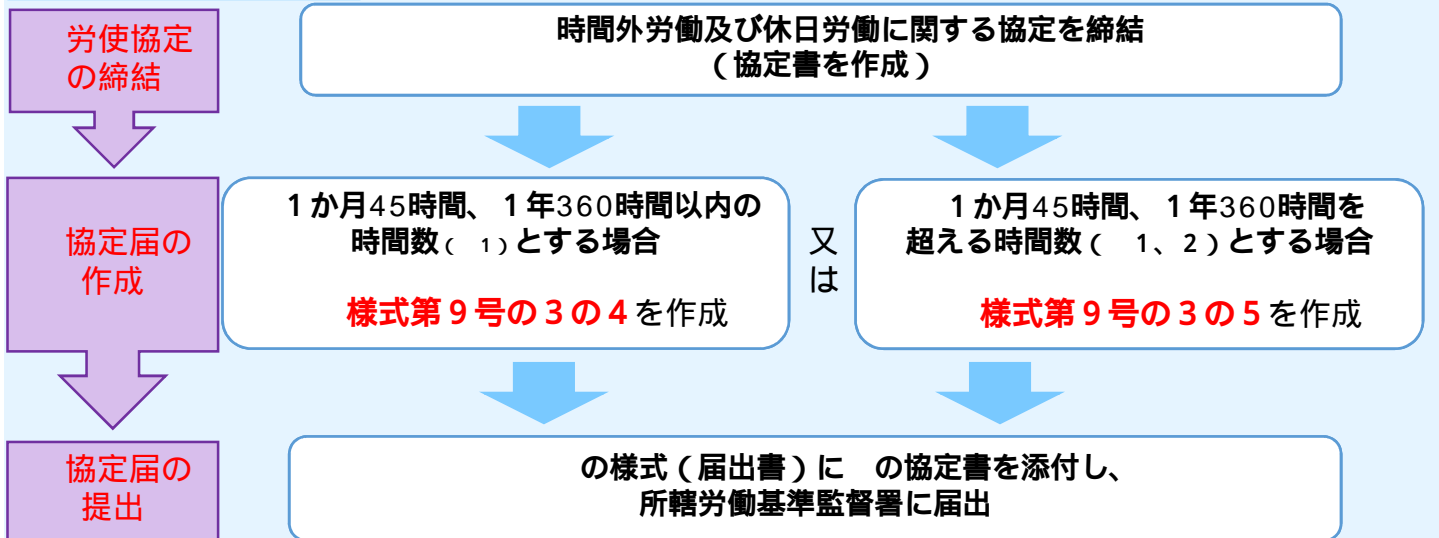 労使協定
の締結
時間外労働及び休日労働に関する協定を締結
（協定書を作成）
協定届の
作成
１か月45時間、１年360時間以内の
時間数（　1）とする場合
様式第９号の３の４を作成
又
は
１か月45時間、１年360時間を
超える時間数（　1、2）とする場合
様式第９号の３の５を作成
協定届の
提出
の様式（届出書）に　の協定書を添付し、
所轄労働基準監督署に届出